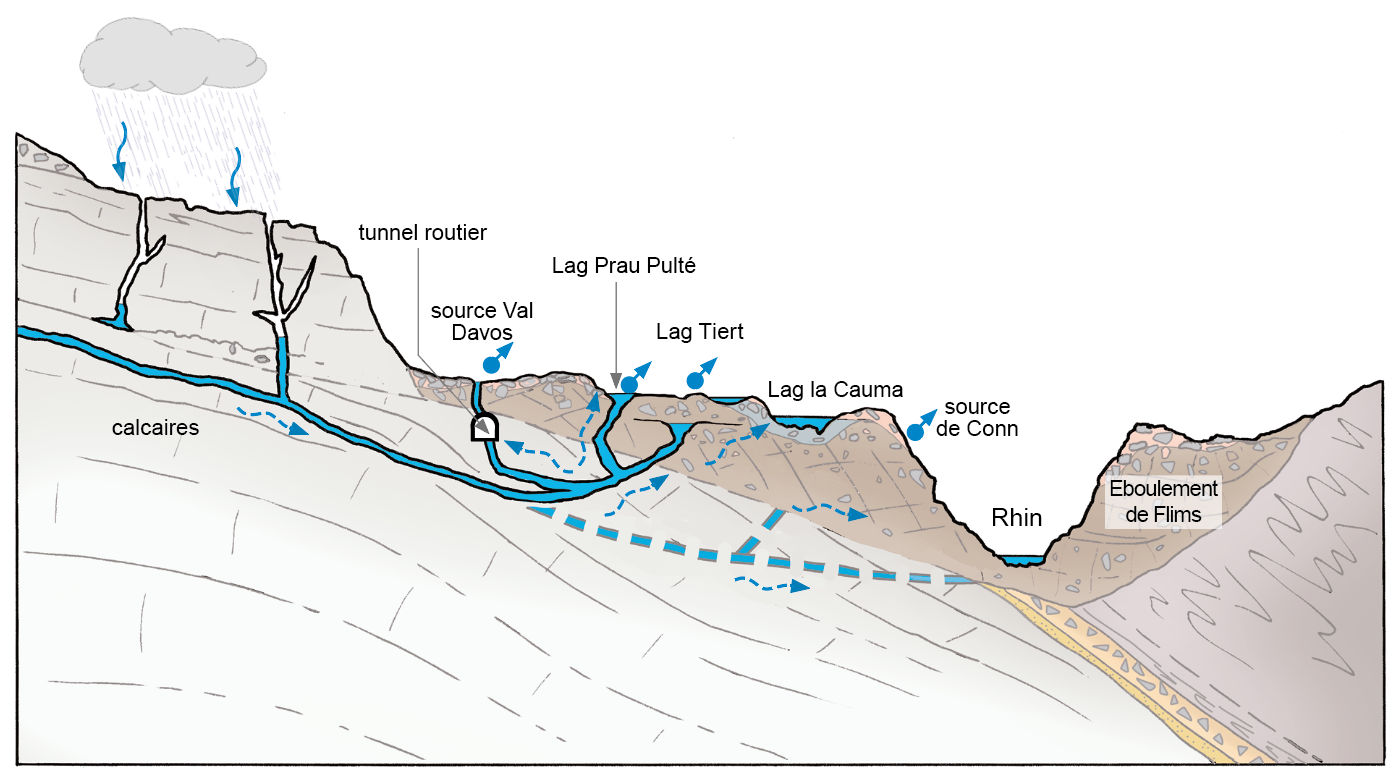 tunnel routier
Lag Prau Pulté
source Val
Davos
Lag Tiert
Lag la Cauma
source
de Conn
calcaires
Eboulement
de Flims
Rhin